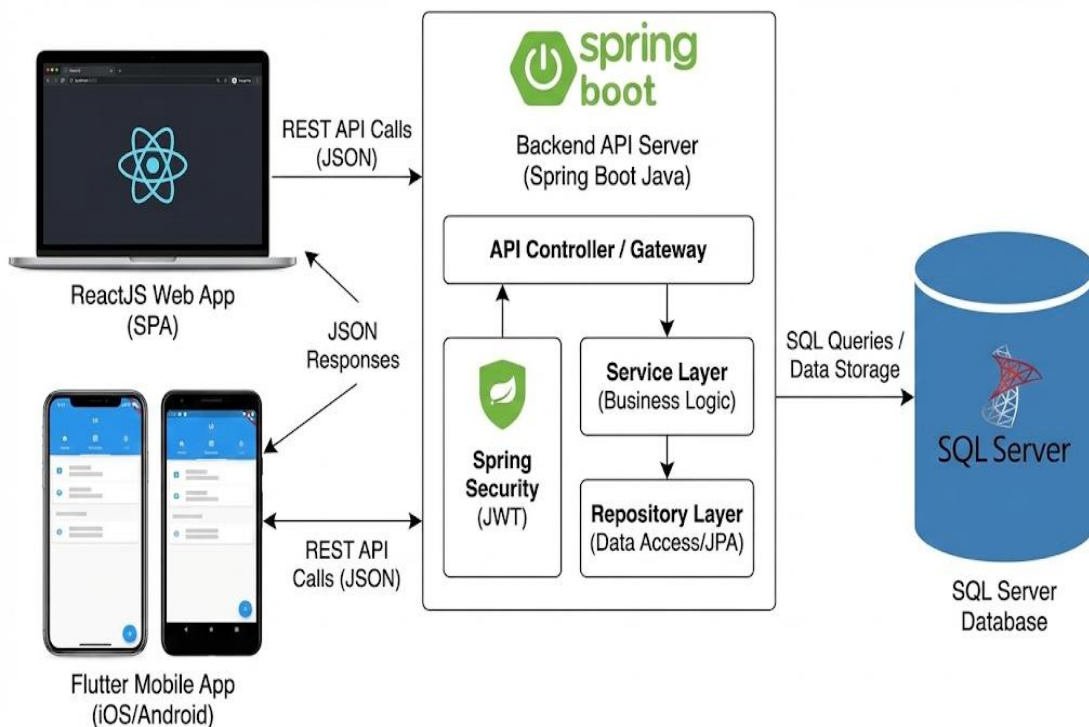 spring
boot
Backend API Server
(Spring Boot Java)
REST API Calls
(JSON)
ReactJS Web App
(SPA)
JSON
Responses
API Controller / Gateway
Spring
Security
(JWT)
Service Layer
(Business Logic)
Repository Layer
(Data Access/JPA)
SQL Queries /
Data Storage
SQL Server
SQL Server
Database
REST API
Calls (JSON)
Flutter Mobile App
(iOS/Android)